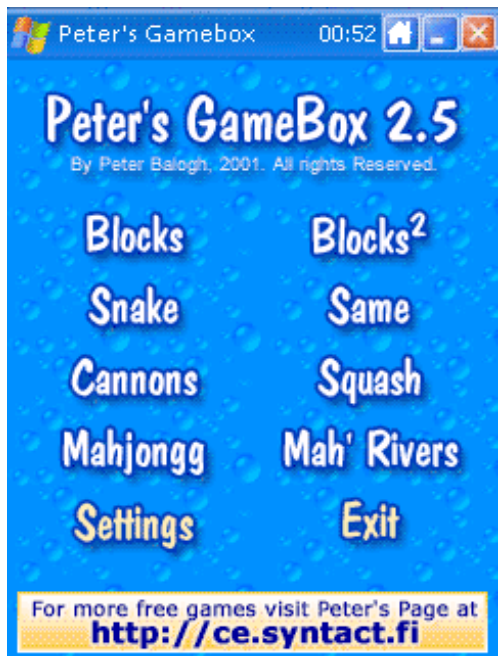 Peter's Gamebox 00:52
Peter's GameBox 2.5
By Peter Balogh, 2001. All rights Reserved.
Blocks Blocks²
Snake Same
Cannons Squash
Mahjongg Mah' Rivers
Settings Exit
For more free games visit Peter's Page at
http://ce.syntact.fi